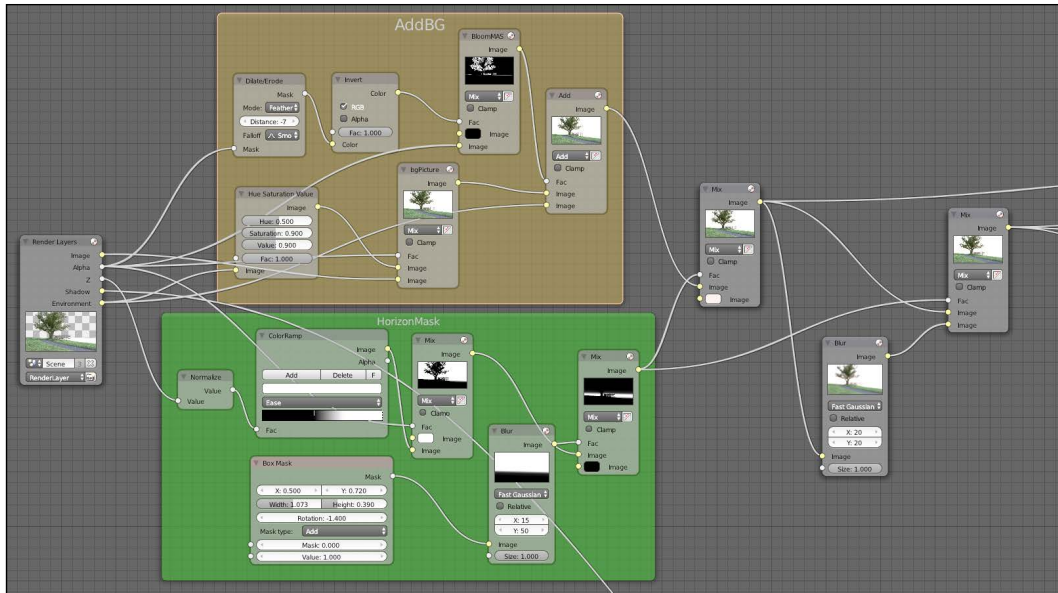 AddBG
BloomMAS
Image
Mix
Clamp
Fac
Image
Image
Dilate/Erode
Mask
Mode: Feather
Distance: -7
Falloff Smo
Mask
Invert
Color
RGB
Alpha
Fac: 1.000
Color
Add
Image
Add
Clamp
Fac
Image
Image
Hue Saturation Value
Image
Hue: 0.500
Saturation: 0.900
Value: 0.900
Fac: 1.000
Image
bgPicture
Image
Mix
Clamp
Fac
Image
Image
Render Layers
Image
Alpha
Z
Shadow
Environment
Scene
RenderLayer
Mix
Image
Mix
Clamp
Fac
Image
Image
Mix
Image
Mix
Clamp
Fac
Image
Image
Blur
Image
Fast Gaussian
Relative
X: 20
Y: 20
Image
Size: 1.000
HorizonMask
Normalize
Value
Value
ColorRamp
Image
Alpha
Add Delete F
Ease
Fac
Mix
Image
Mix
Clamp
Fac
Image
Image
Box Mask
Mask
X: 0.500 Y: 0.720
Width: 1.073 Height: 0.390
Rotation: -1.400
Mask type: Add
Mask: 0.000
Value: 1.000
Blur
Image
Fast Gaussian
Relative
X: 15
Y: 50
Image
Size: 1.000
Mix
Image
Mix
Clamp
Fac
Image
Image